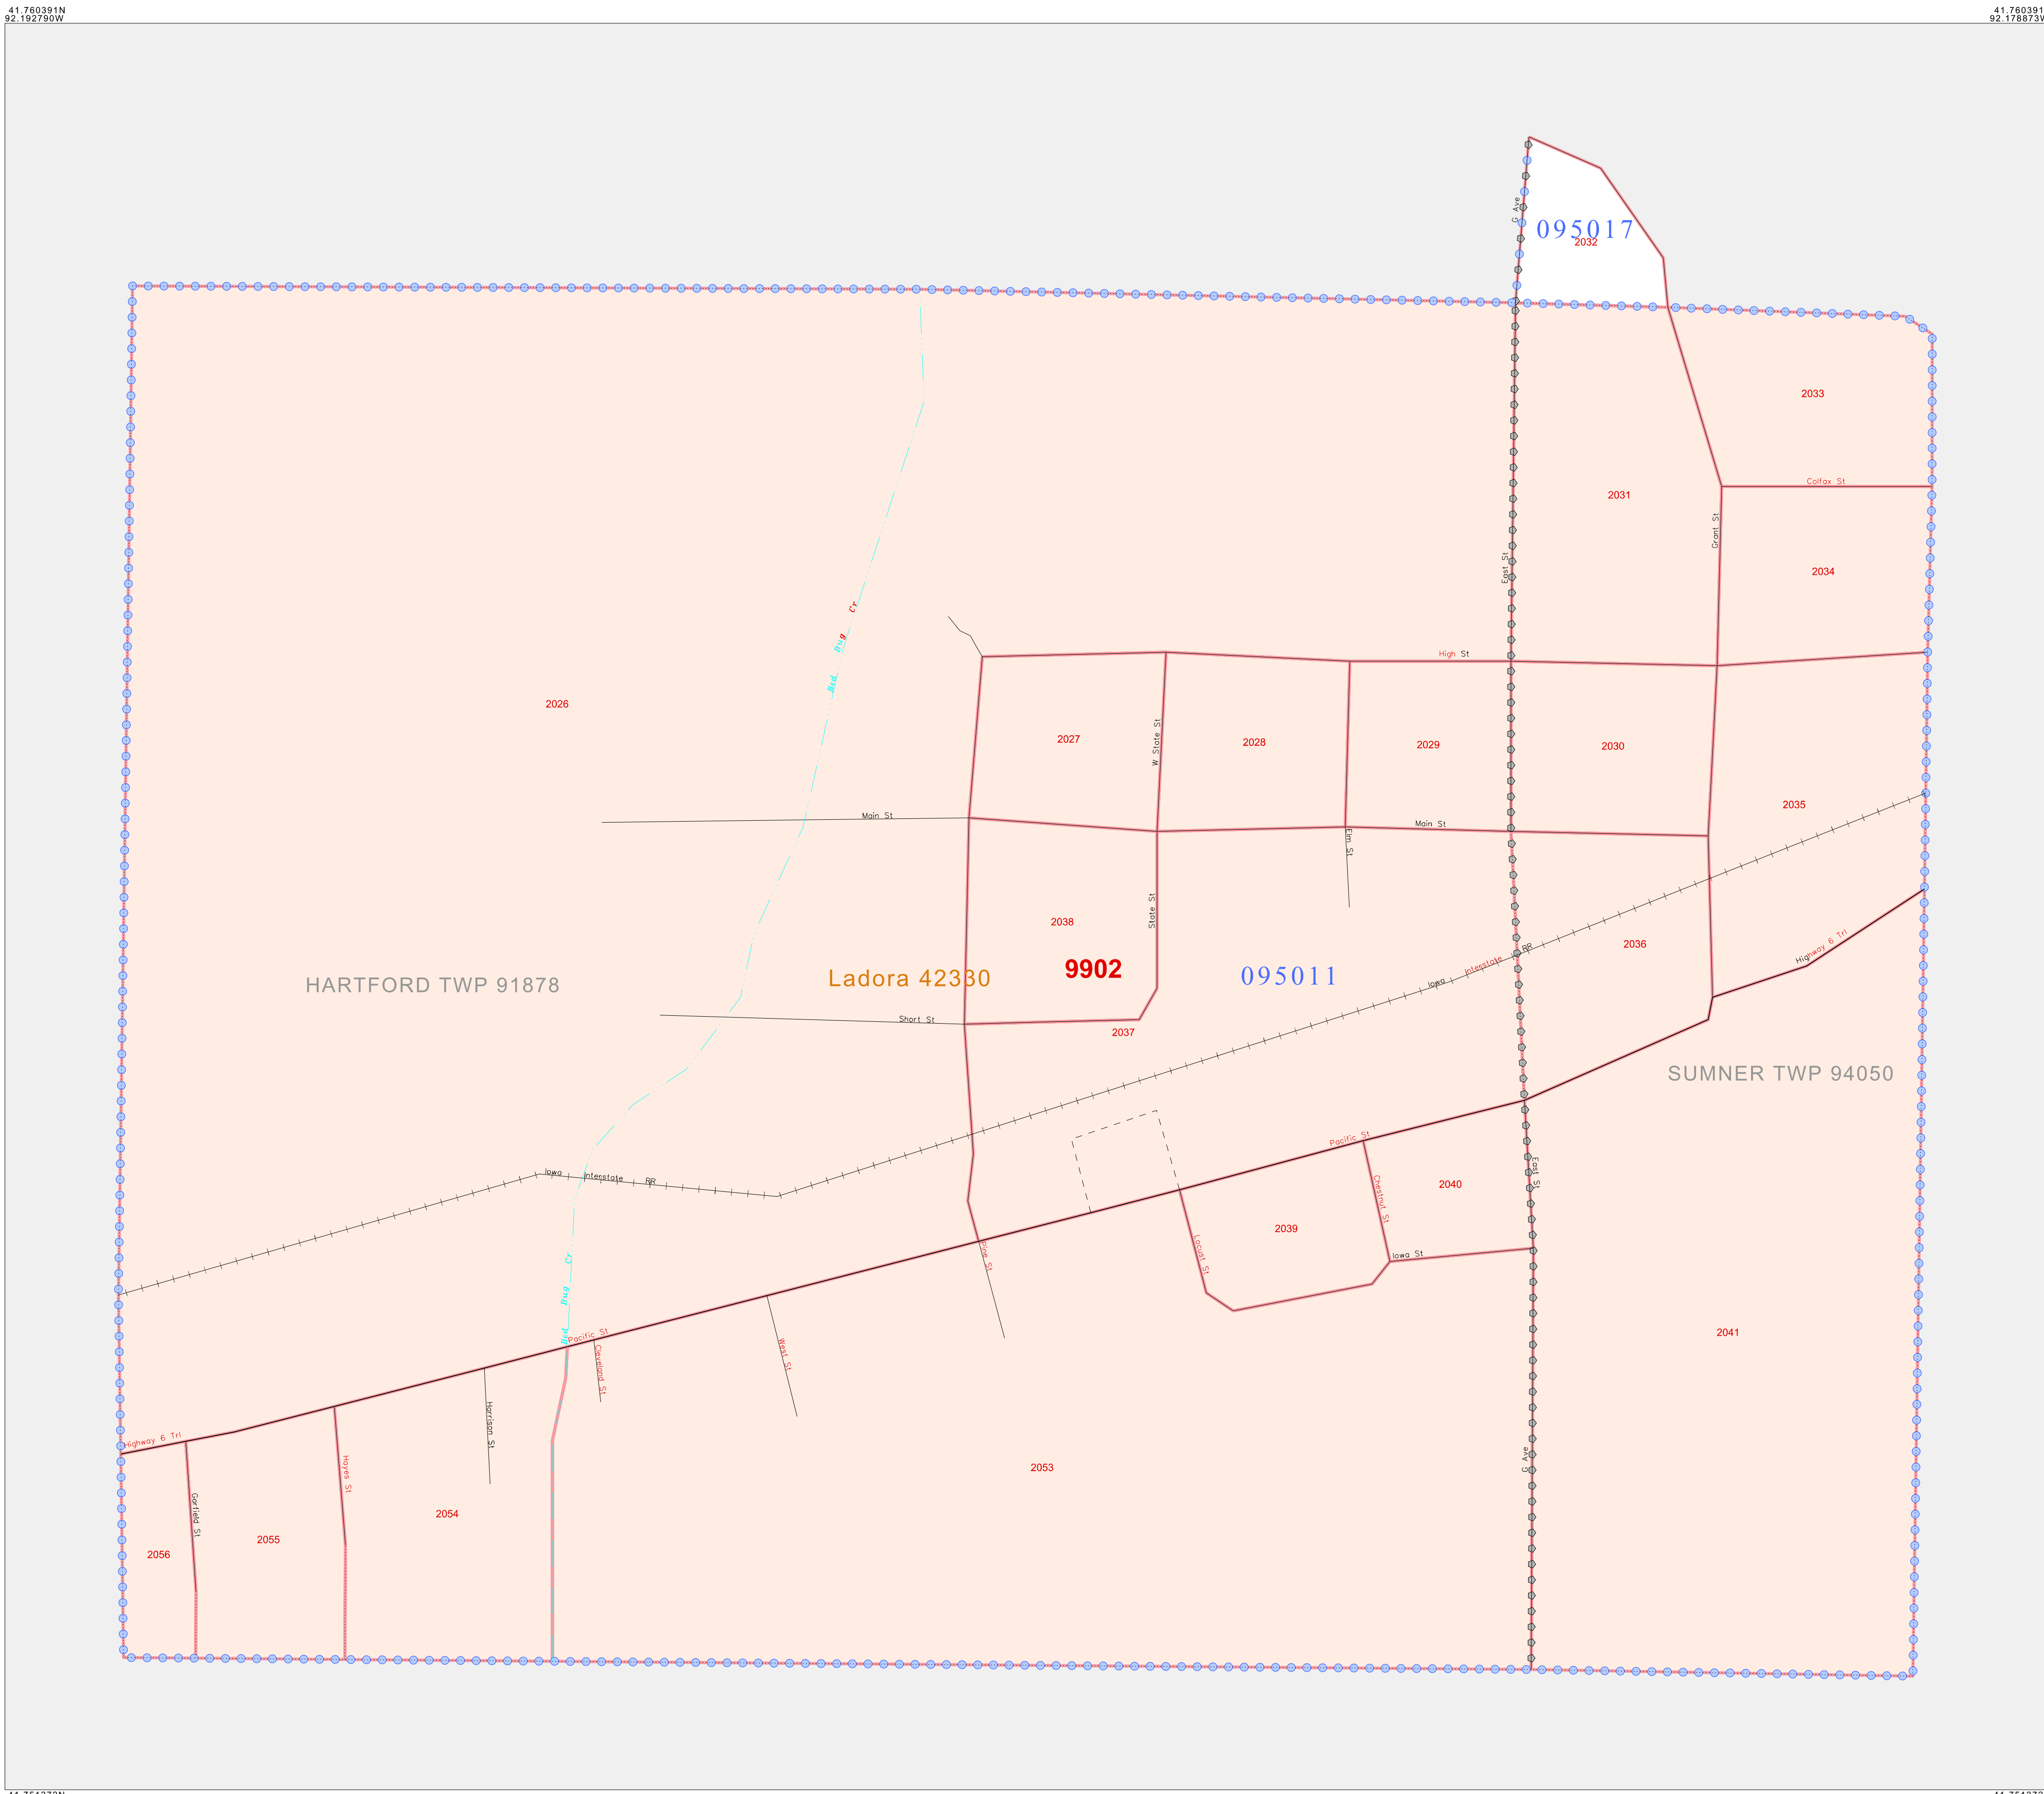 41.760391N
92.192790W
41.760391
92.178873W
G Ave
095017
2032
2033
Colfax St
2031
Grant St
East St
2034
Brd Bug Cr
High St
2026
2027
W State St
2028
2029
2030
2035
Main St
Main St
Elm St
State St
2038
2036
Highway 6 Trl
9902
Ladora 42330
095011
HARTFORD TWP 91878
Iowa Interstate RR
Short St
2037
SUMNER TWP 94050
Pacific St
Iowa Interstate RR
East St
2040
Chestnut St
2039
Locust St
Iowa St
Pine St
Brd Bug Cr
Pacific St
Cleveland St
West St
2041
Harrison St
Highway 6 Trl
Hayes St
G Ave
2053
Garfield St
2054
2055
2056